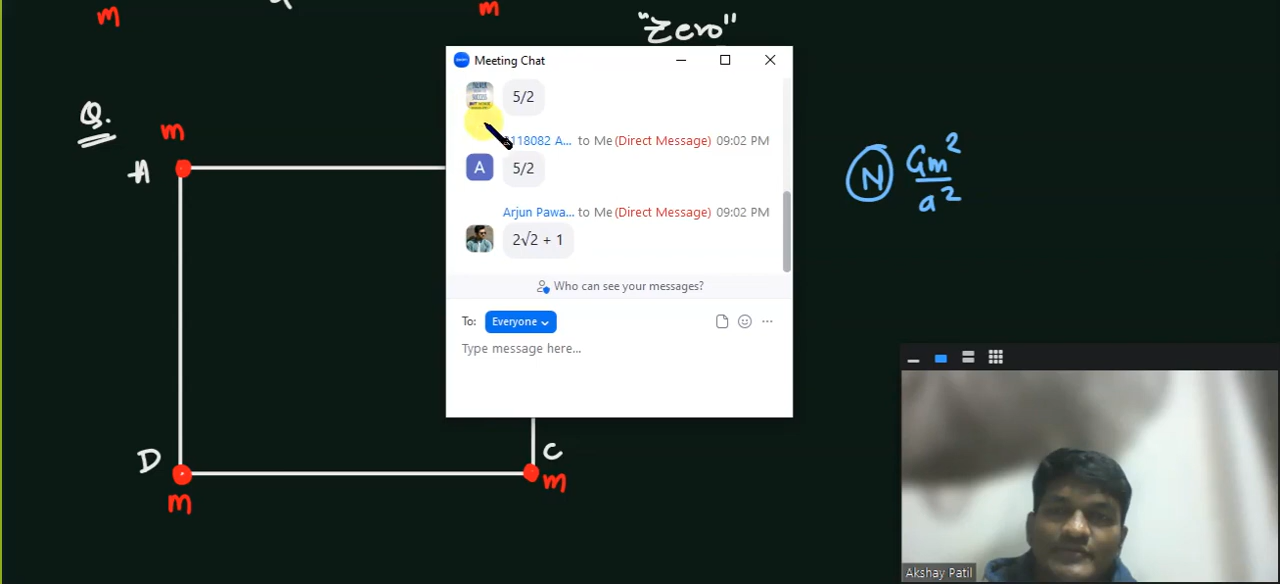 m
m
"Zero"
Meeting Chat
5/2
118082 A... to Me (Direct Message) 09:02 PM
A
5/2
Arjun Pawa... to Me (Direct Message) 09:02 PM
2√2 + 1
Who can see your messages?
To: Everyone
Type message here...
Q.
m
A
N Gm²
a²
D
m
C
m
Akshay Patil